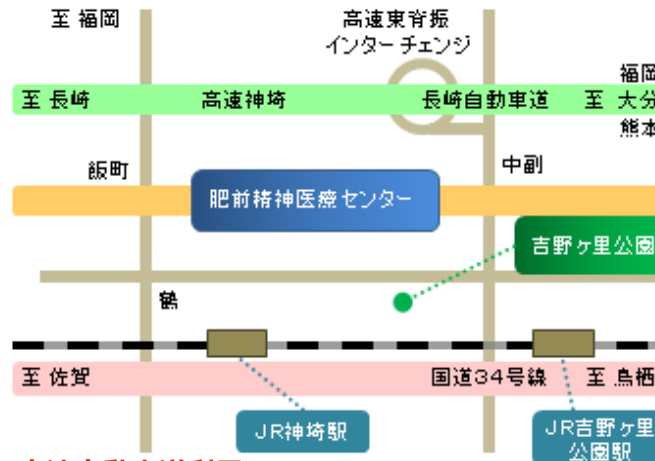 至 福岡
高速東脊振
インターチェンジ
福岡
至 長崎
高速神埼
長崎自動車道
至 大分
熊本
飯町
中副
肥前精神医療センター
吉野ヶ里公園
鶴
至 佐賀
国道34号線
至 鳥栖
JR神埼駅
JR吉野ヶ里
公園駅